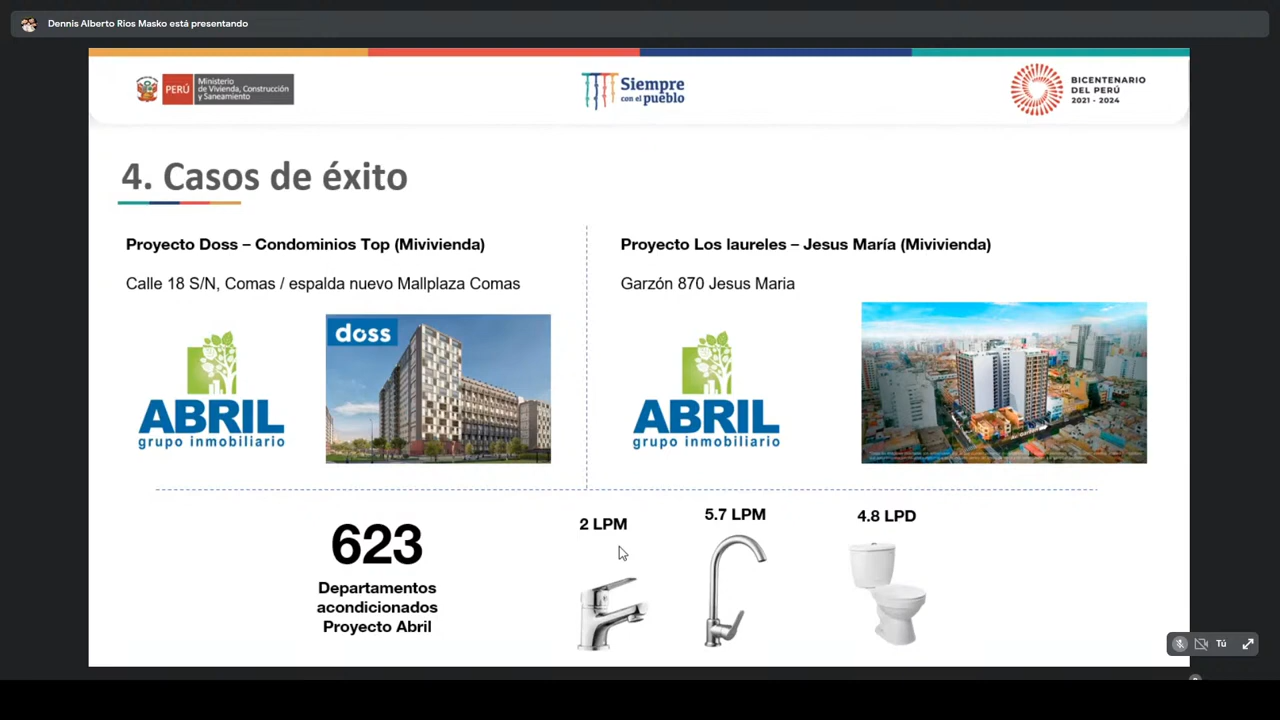 Dennis Alberto Rios Masko está presentando
PERÚ
Ministerio
de Vivienda, Construcción
y Saneamiento
Siempre
con el pueblo
BICENTENARIO
DEL PERÚ
2021 - 2024
4. Casos de éxito
Proyecto Doss – Condominios Top (Mivivienda)
Calle 18 S/N, Comas / espalda nuevo Mallplaza Comas
ABRIL
grupo inmobiliario
doss
Proyecto Los laureles – Jesus María (Mivivienda)
Garzón 870 Jesus Maria
ABRIL
grupo inmobiliario
623
Departamentos
acondicionados
Proyecto Abril
2 LPM
5.7 LPM
4.8 LPD
Tú